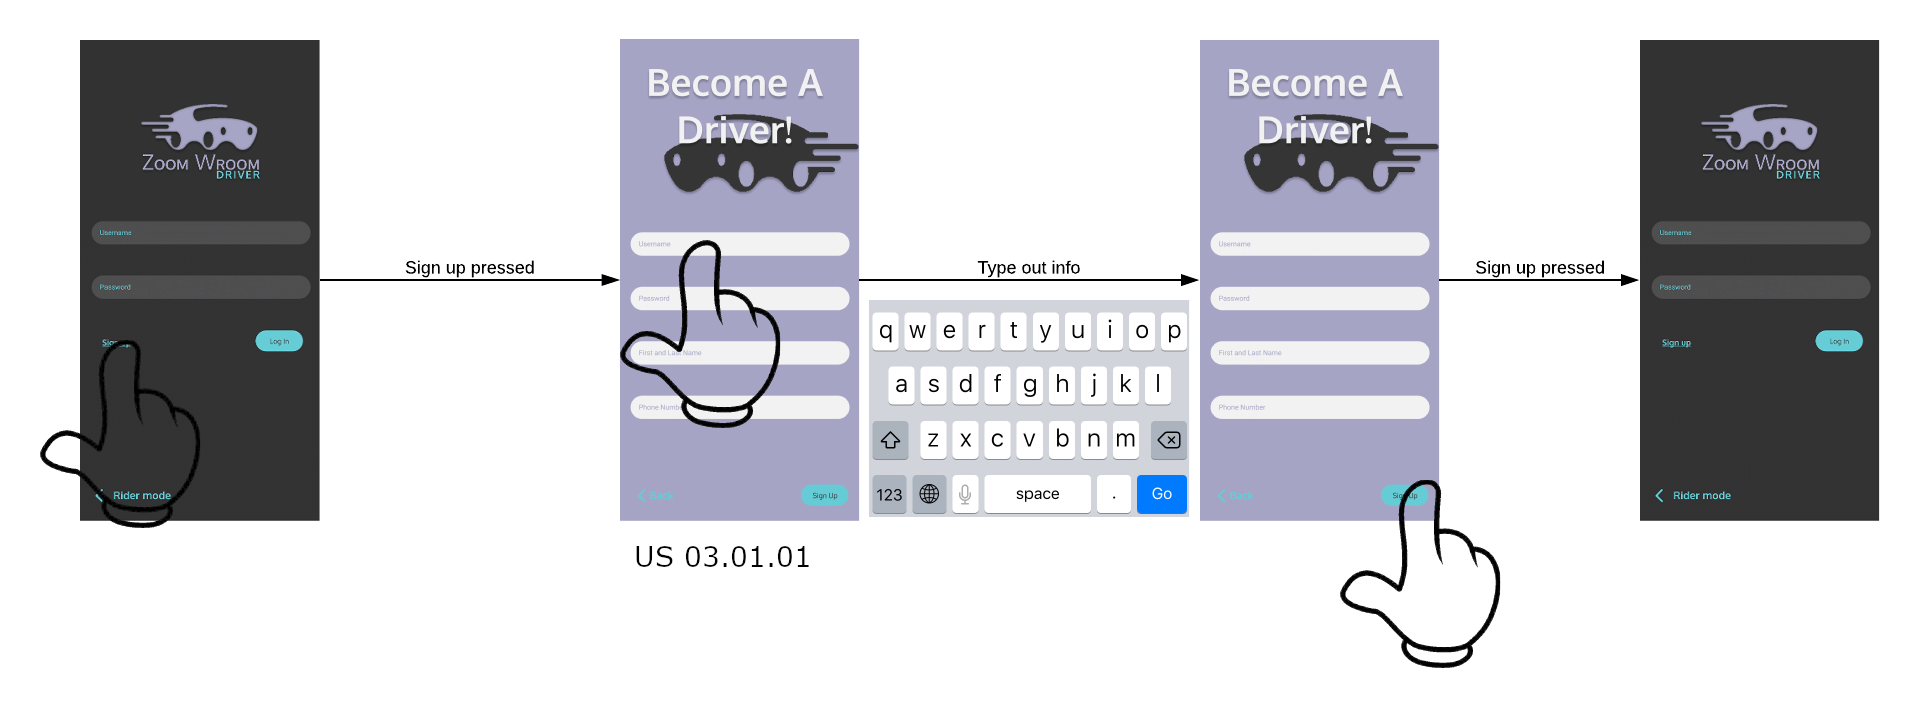 ZOOM WROOM
DRIVER
Username
Password
Sign up
Log In
Rider mode
Sign up pressed
Become A
Driver!
Username
Password
First and Last Name
Phone Number
Back
Sign Up
US 03.01.01
Type out info
q w e r t y u i o p
a s d f g h j k l
z x c v b n m
123 space . Go
Become A
Driver!
Username
Password
First and Last Name
Phone Number
Back
Sign Up
Sign up pressed
ZOOM WROOM
DRIVER
Username
Password
Sign up
Log In
Rider mode